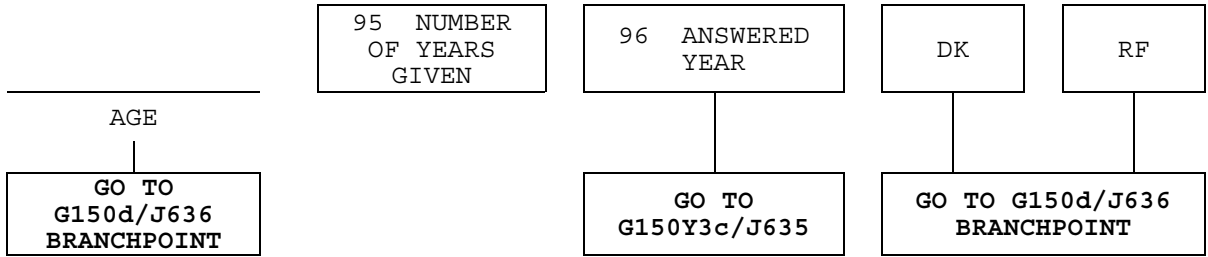 95 NUMBER
OF YEARS
GIVEN
96 ANSWERED
YEAR
DK
RF
AGE
GO TO
G150d/J636
BRANCHPOINT
GO TO
G150Y3c/J635
GO TO G150d/J636
BRANCHPOINT